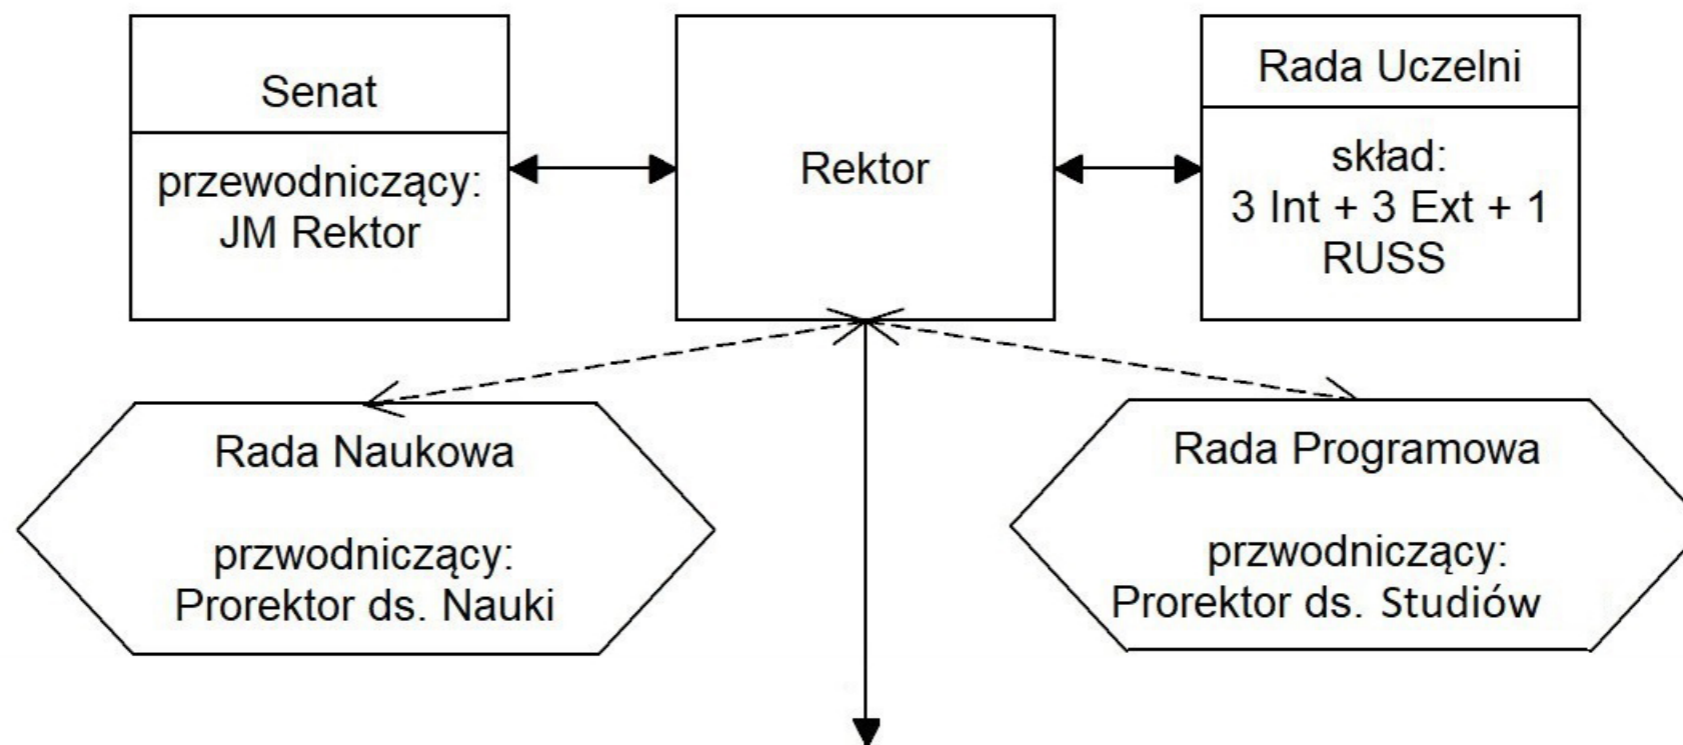 Senat
przewodniczący:
JM Rektor
Rektor
Rada Uczelni
skład:
3 Int + 3 Ext + 1
RUSS
Rada Naukowa
przwodniczący:
Prorektor ds. Nauki
Rada Programowa
przwodniczący:
Prorektor ds. Studiów